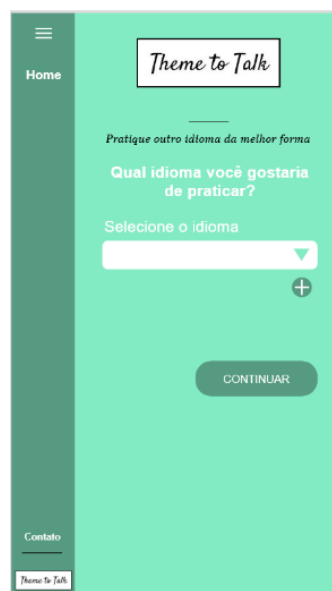 Home
Theme to Talk
Pratique outro idioma da melhor forma
Qual idioma você gostaria
de praticar?
Selecione o idioma
CONTINUAR
Contato
Theme to Talk